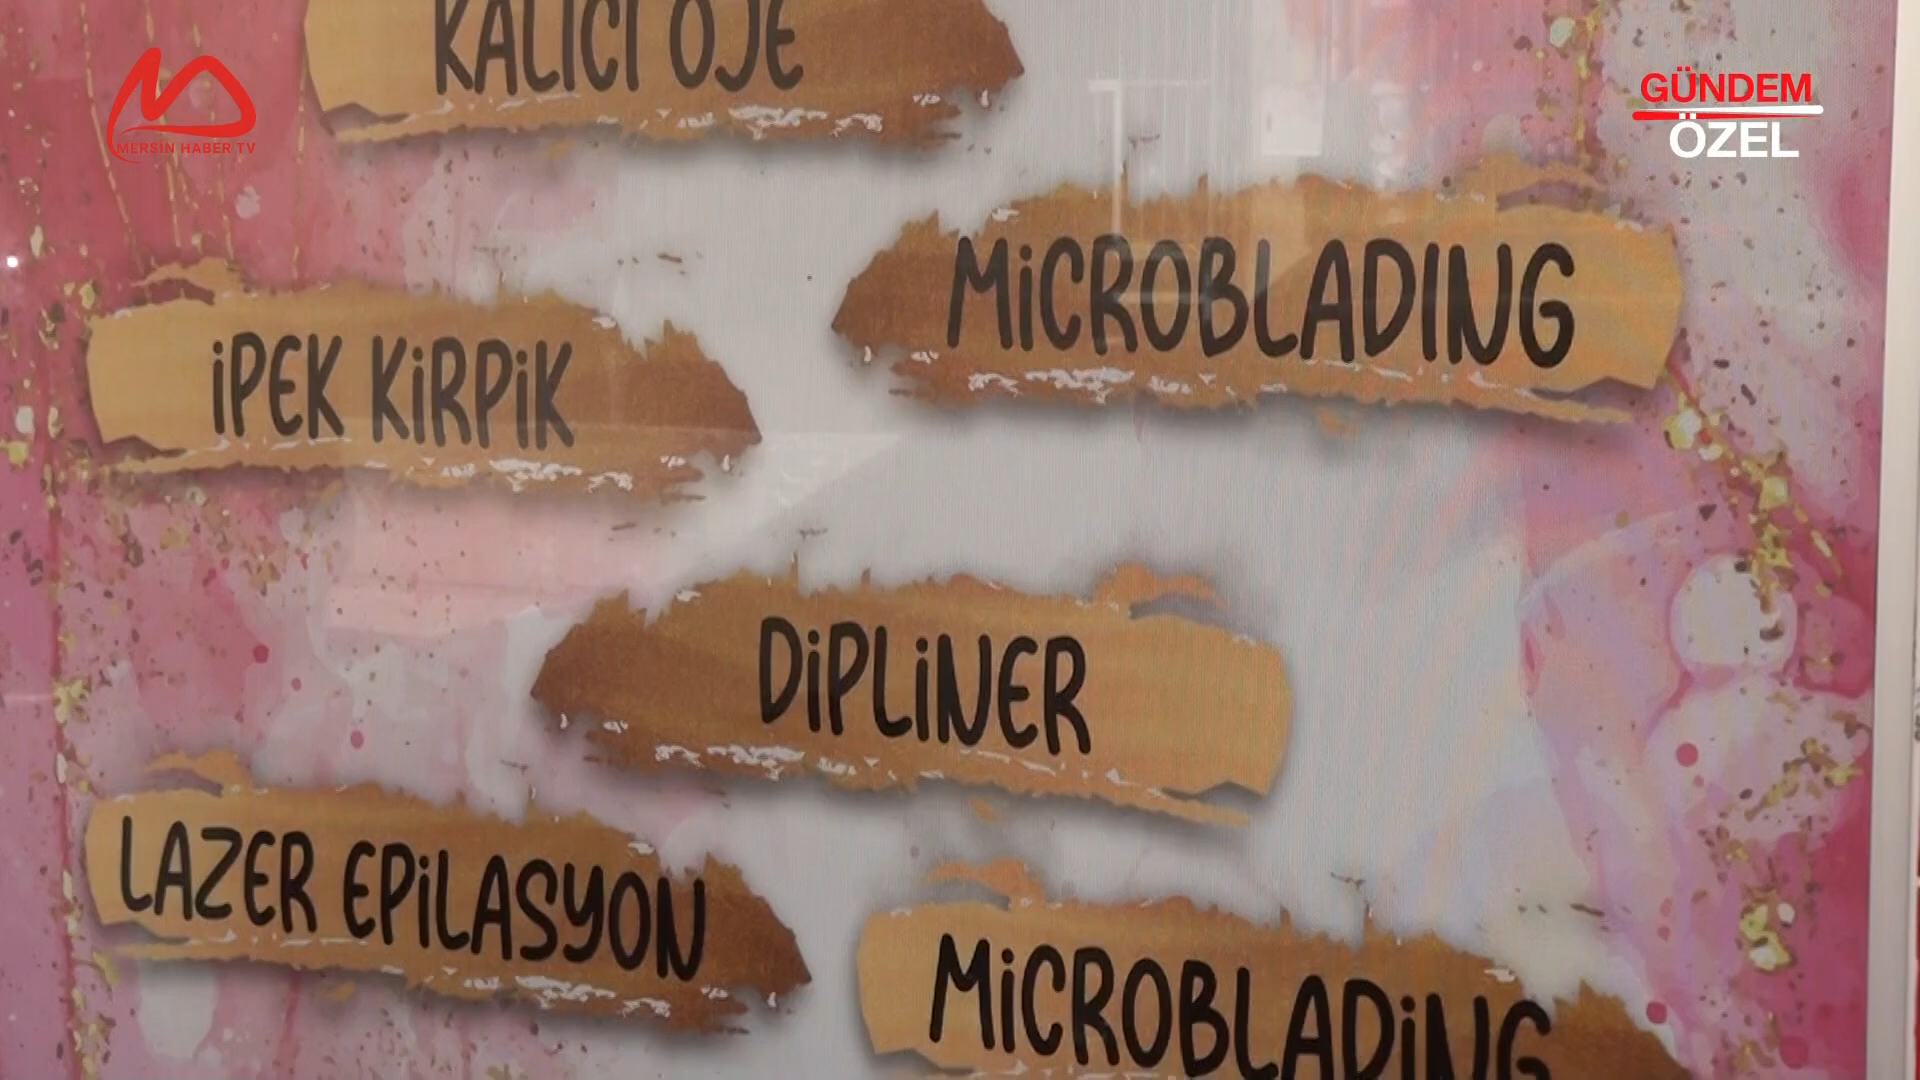 KALICI OJE
MERSİN HABER TV
GÜNDEM
ÖZEL
MiCROBLADING
iPEK KiRPiK
DiPLiNER
LAZER EPiLASYON
MiCROBLADiNG